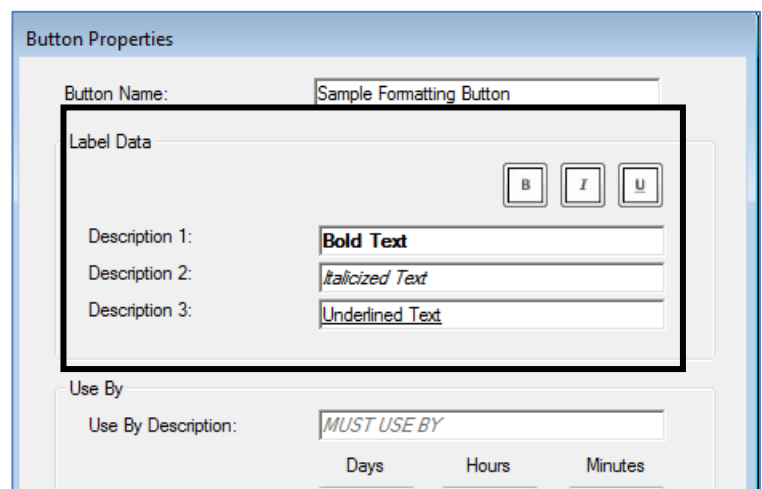 Button Properties
Button Name: Sample Formatting Button
Label Data
B I U
Description 1: Bold Text
Description 2: Italicized Text
Description 3: Underlined Text
Use By
Use By Description: MUST USE BY
Days Hours Minutes